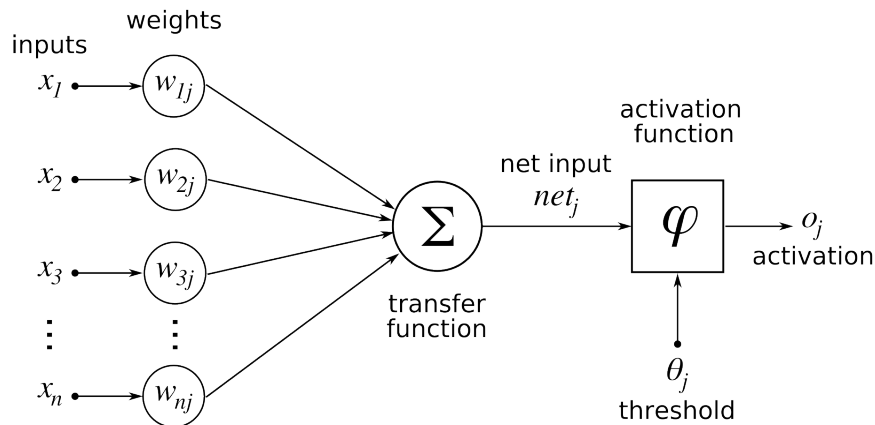 inputs
weights
x1
w1j
x2
w2j
x3
w3j
xn
wnj
Σ
transfer
function
net input
netj
activation
function
φ
oj
activation
θj
threshold